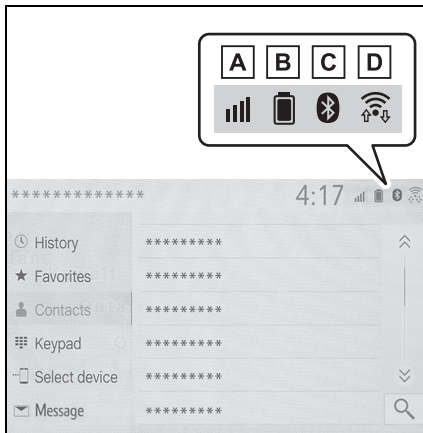 A B C D
************* 4:17
History *********
Favorites *********
Contacts *********
Keypad *********
Select device *********
Message *********